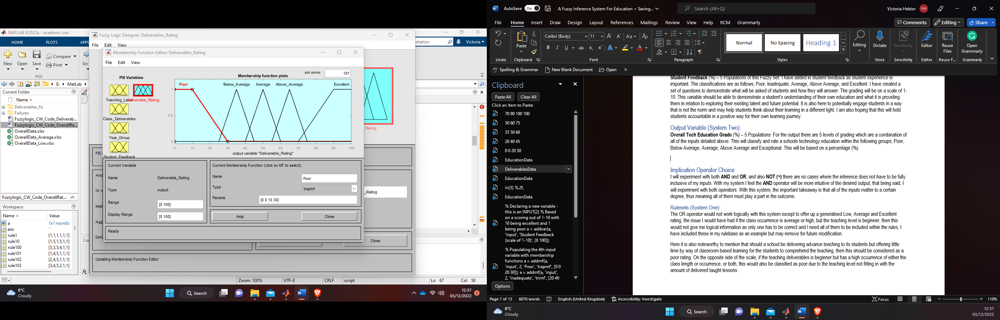 MATLAB R2022a - academic use
HOME PLOTS APPS
New Open Save Compare Print Go
FILE
E: MatLab
Current Folder
Name
Deliverables_fis
Failures
Fuzzylogic_CW_Code_Deliverab...
Fuzzylogic_CW_Code_OverallRa...
OverallData.xlsx
OverallData_Average.xlsx
OverallData_Low.xlsx
Fuzzylogic_CW_Code_OverallRat...
Workspace
Name Value
a 1x1 mamfis
ans ''
rule1 [1,1,1,1,1,1]
rule10 [1,5,1,5,1,1]
rule100 [5,3,5,4,1,1]
rule101 [1,4,5,1,1,1]
rule102 [2,4,5,1,1,1]
rule103 [3,4,5,2,1,1]
Fuzzy Logic Designer: Deliverables_Rating
File Edit View
entation Victoria
Membership Function Editor: Deliverables_Rating
File Edit View
FIS Variables
Teaching_Level
Deliverable_Rating
Class_Deliverables
Year_Group
Student_Feedback
Membership function plots
plot points: 181
Poor Below_Average Average Above_Average Excellent
1
0.5
0
0 10 20 30 40 50 60 70 80 90 100
output variable "Deliverable_Rating"
Current Variable
Name Deliverable_Rating
Type output
Range [0 100]
Display Range [0 100]
Current Membership Function (click on MF to select)
Name Poor
Type trapmf
Params [0 0 10 30]
Help Close
Ready
FIS
And
Or m
Impli
Agg
Defu
_Rating
_Rating
Close
Updating Membership Function Editor
Co
fx
Zoom: 100% UTF-8 CRLF script Ln 67 Col 58
8°C
Cloudy
Search
12:37
05/12/2022
2
AutoSave On A Fuzzy Inference System For Education • Saving... Search (Alt+Q) Victoria Hektor VH
File Home Insert Draw Design Layout References Mailings Review View Help RCM Grammarly
Comments Editing Share
Paste
Calibri (Body) 11
Normal No Spacing Heading 1
Editing Dictate Sensitivity Editor Reuse Files Open Grammarly
Undo Clipboard Font Paragraph Styles Voice Sensitivity Editor Reuse F... Grammarly
Spelling & Grammar New Blank Document Open
Clipboard
Paste All Clear All
Click an Item to Paste:
70 90 100 100
50 60 75
35 50 60
20 40 45
0 0 20 30
EducationData
DeliverablesData
EducationData
In(3) %.2f,
EducationData
% Declaring a new variable -
this is an INPUT(2) % Based
on a scoring out of 1-10 with
10 being excellent and 1
being poor a = addvar(a,
'input', 'Student Feedback
(scale of 1-10)', [0 100]);
% Populating the 4th input
variable with membership
functions a = addmf(a,
'input', 2, 'Poor', 'trapmf', [0 0
20 30]); a = addmf(a, 'input',
2, 'Inadequate', 'trimf', [20 40
Options
Student Feedback (%) – 5 Populations of this Fuzzy Set: I have added in student feedback as student experience is
important. The classifications are as follows; Poor, Inadequate, Average, Above Average, and Excellent. I have created a
set of questions to demonstrate what will be asked of students and how they will answer. The grading will be on a scale of 1-
10. This variable should be able to demonstrate a student's understanding of their own education and what it is providing
them in relation to exploring their existing talent and future potential. It is also here to potentially engage students in a way
that is not the norm and may help students think about their learning in a different light, I am also hoping that this will hold
students accountable in a positive way for their own learning journey.
Output Variable (System Two):
Overall Tech Education Grade (%) – 5 Populations: For the output there are 5 levels of grading which are a combination of
all of the inputs detailed above. This will classify and rate a schools technology education within the following groups; Poor,
Below Average, Average, Above Average and Exceptional. This will be based on a percentage (%).
Implication Operator Choice
I will experiment with both AND and OR, and also NOT (¬) there are no cases where the inference does not have to be fully
inclusive of my inputs. With my system I feel the AND operator will be more intuitive of the desired output, that being said, I
will experiment with both operators. With this system, the important takeaway is that all of the inputs matter to a certain
degree, thus meaning all of them must play a part in the outcome.
Rulesets (System One):
The OR operator would not work logically with this system except to offer up a generalised Low, Average and Excellent
rating, the issue I would have had if the class occurrence is average or high, but the teaching level is beginner, then this
would not give me logical information as only one has to be correct and I need all of them to be included within the rules, I
have included these in my rulebase as an example but may remove for future modification.
Here it is also noteworthy to mention that should a school be delivering advance teaching to its students but offering little
time by way of classroom based learning for the students to comprehend the teaching, then this should be considered as a
poor rating. On the opposite side of the scale, if the teaching deliverables is beginner but has a high occurrence of either the
class length or occurrence, or both, this would also be classified as poor due to the teaching level not fitting in with the
amount of delivered taught lessons.
Page 7 of 13 6070 words English (United Kingdom) Accessibility: Investigate Focus 110%
8°C
Cloudy
Search
12:37
05/12/2022